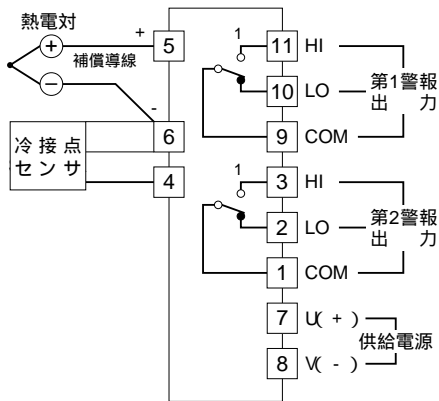 熱電対
+
補償導線
+
5
−
-
6
冷接点
センサ
4
1
11 HI
10 LO
9 COM
第1警報
出力
1
3 HI
2 LO
1 COM
第2警報
出力
7 U( + )
8 V( - )
供給電源